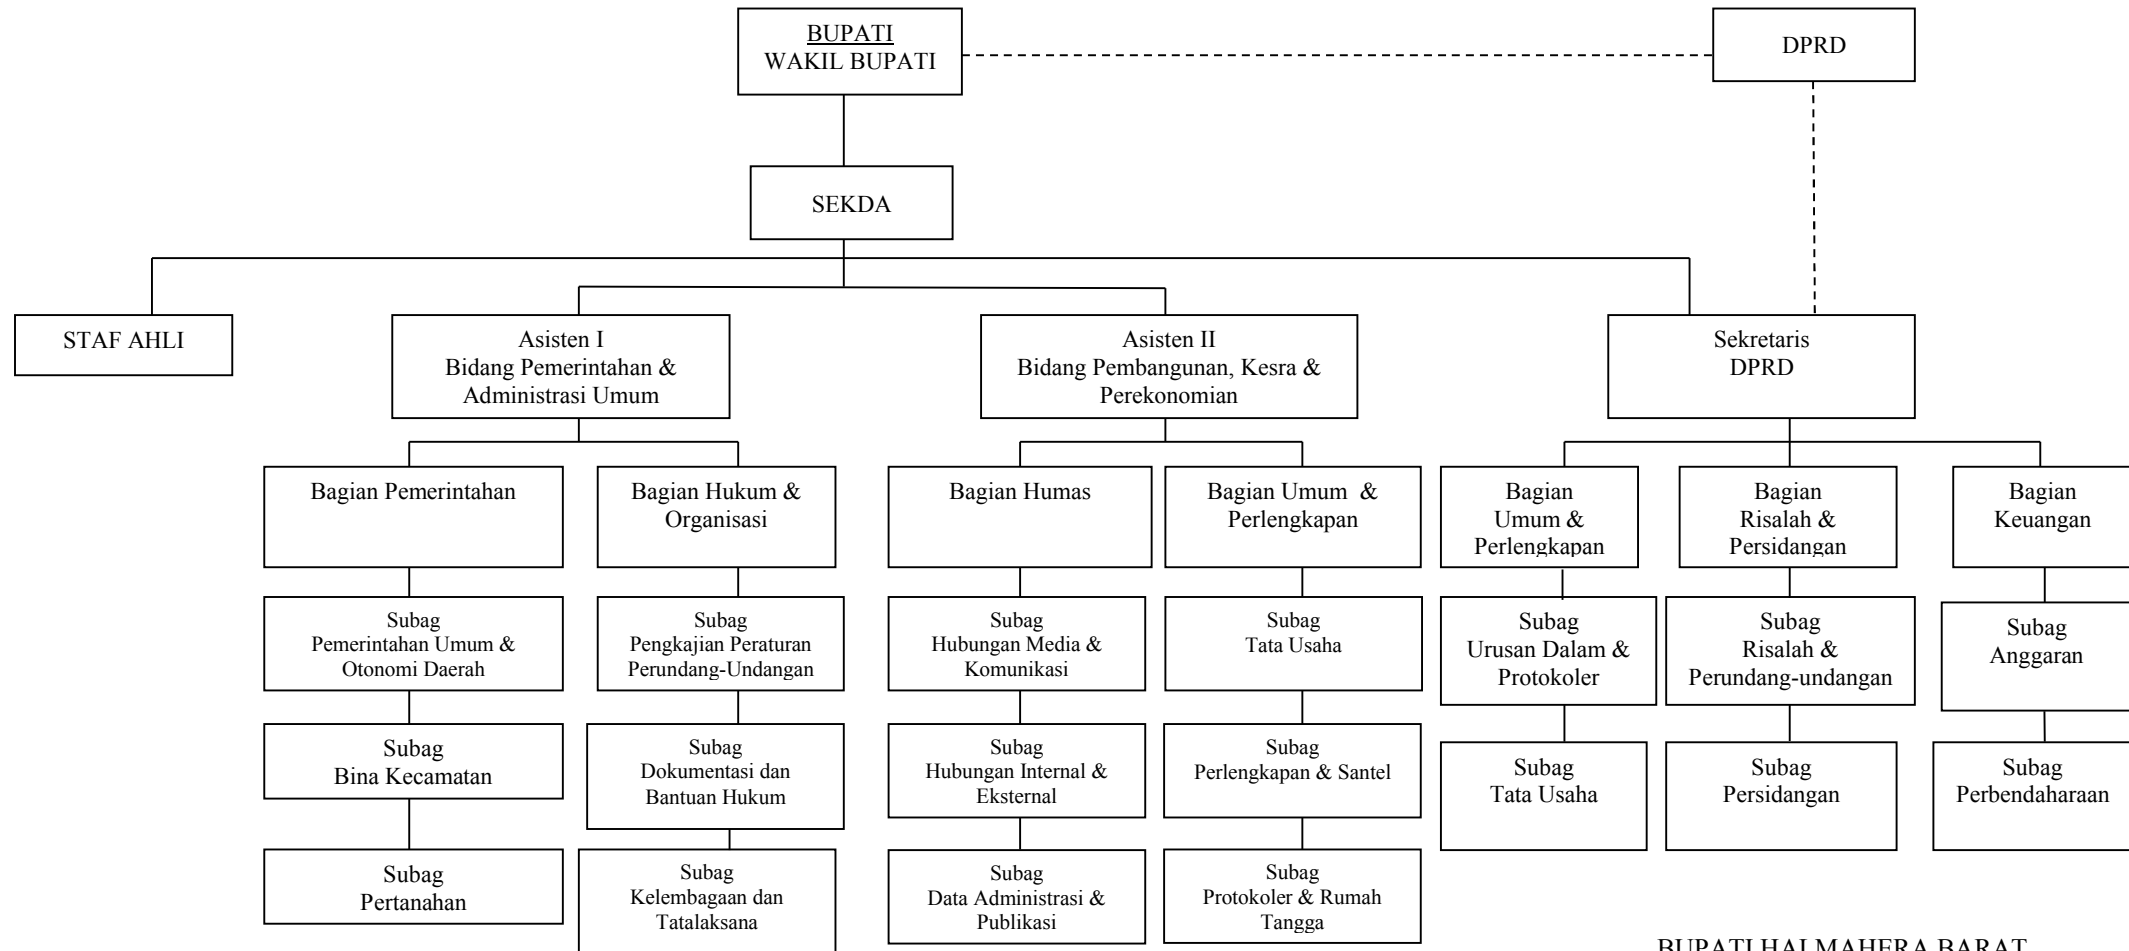 BUPATI
WAKIL BUPATI
DPRD
SEKDA
STAF AHLI
Asisten I
Bidang Pemerintahan &
Administrasi Umum
Asisten II
Bidang Pembangunan, Kesra &
Perekonomian
Sekretaris
DPRD
Bagian Pemerintahan
Bagian Hukum &
Organisasi
Bagian Humas
Bagian Umum &
Perlengkapan
Bagian
Umum &
Perlengkapan
Bagian
Risalah &
Persidangan
Bagian
Keuangan
Subag
Pemerintahan Umum &
Otonomi Daerah
Subag
Pengkajian Peraturan
Perundang-Undangan
Subag
Hubungan Media &
Komunikasi
Subag
Tata Usaha
Subag
Urusan Dalam &
Protokoler
Subag
Risalah &
Perundang-undangan
Subag
Anggaran
Subag
Bina Kecamatan
Subag
Dokumentasi dan
Bantuan Hukum
Subag
Hubungan Internal &
Eksternal
Subag
Perlengkapan & Santel
Subag
Tata Usaha
Subag
Persidangan
Subag
Perbendaharaan
Subag
Pertanahan
Subag
Kelembagaan dan
Tatalaksana
Subag
Data Administrasi &
Publikasi
Subag
Protokoler & Rumah
Tangga
BUPATI HALMAHERA BARAT